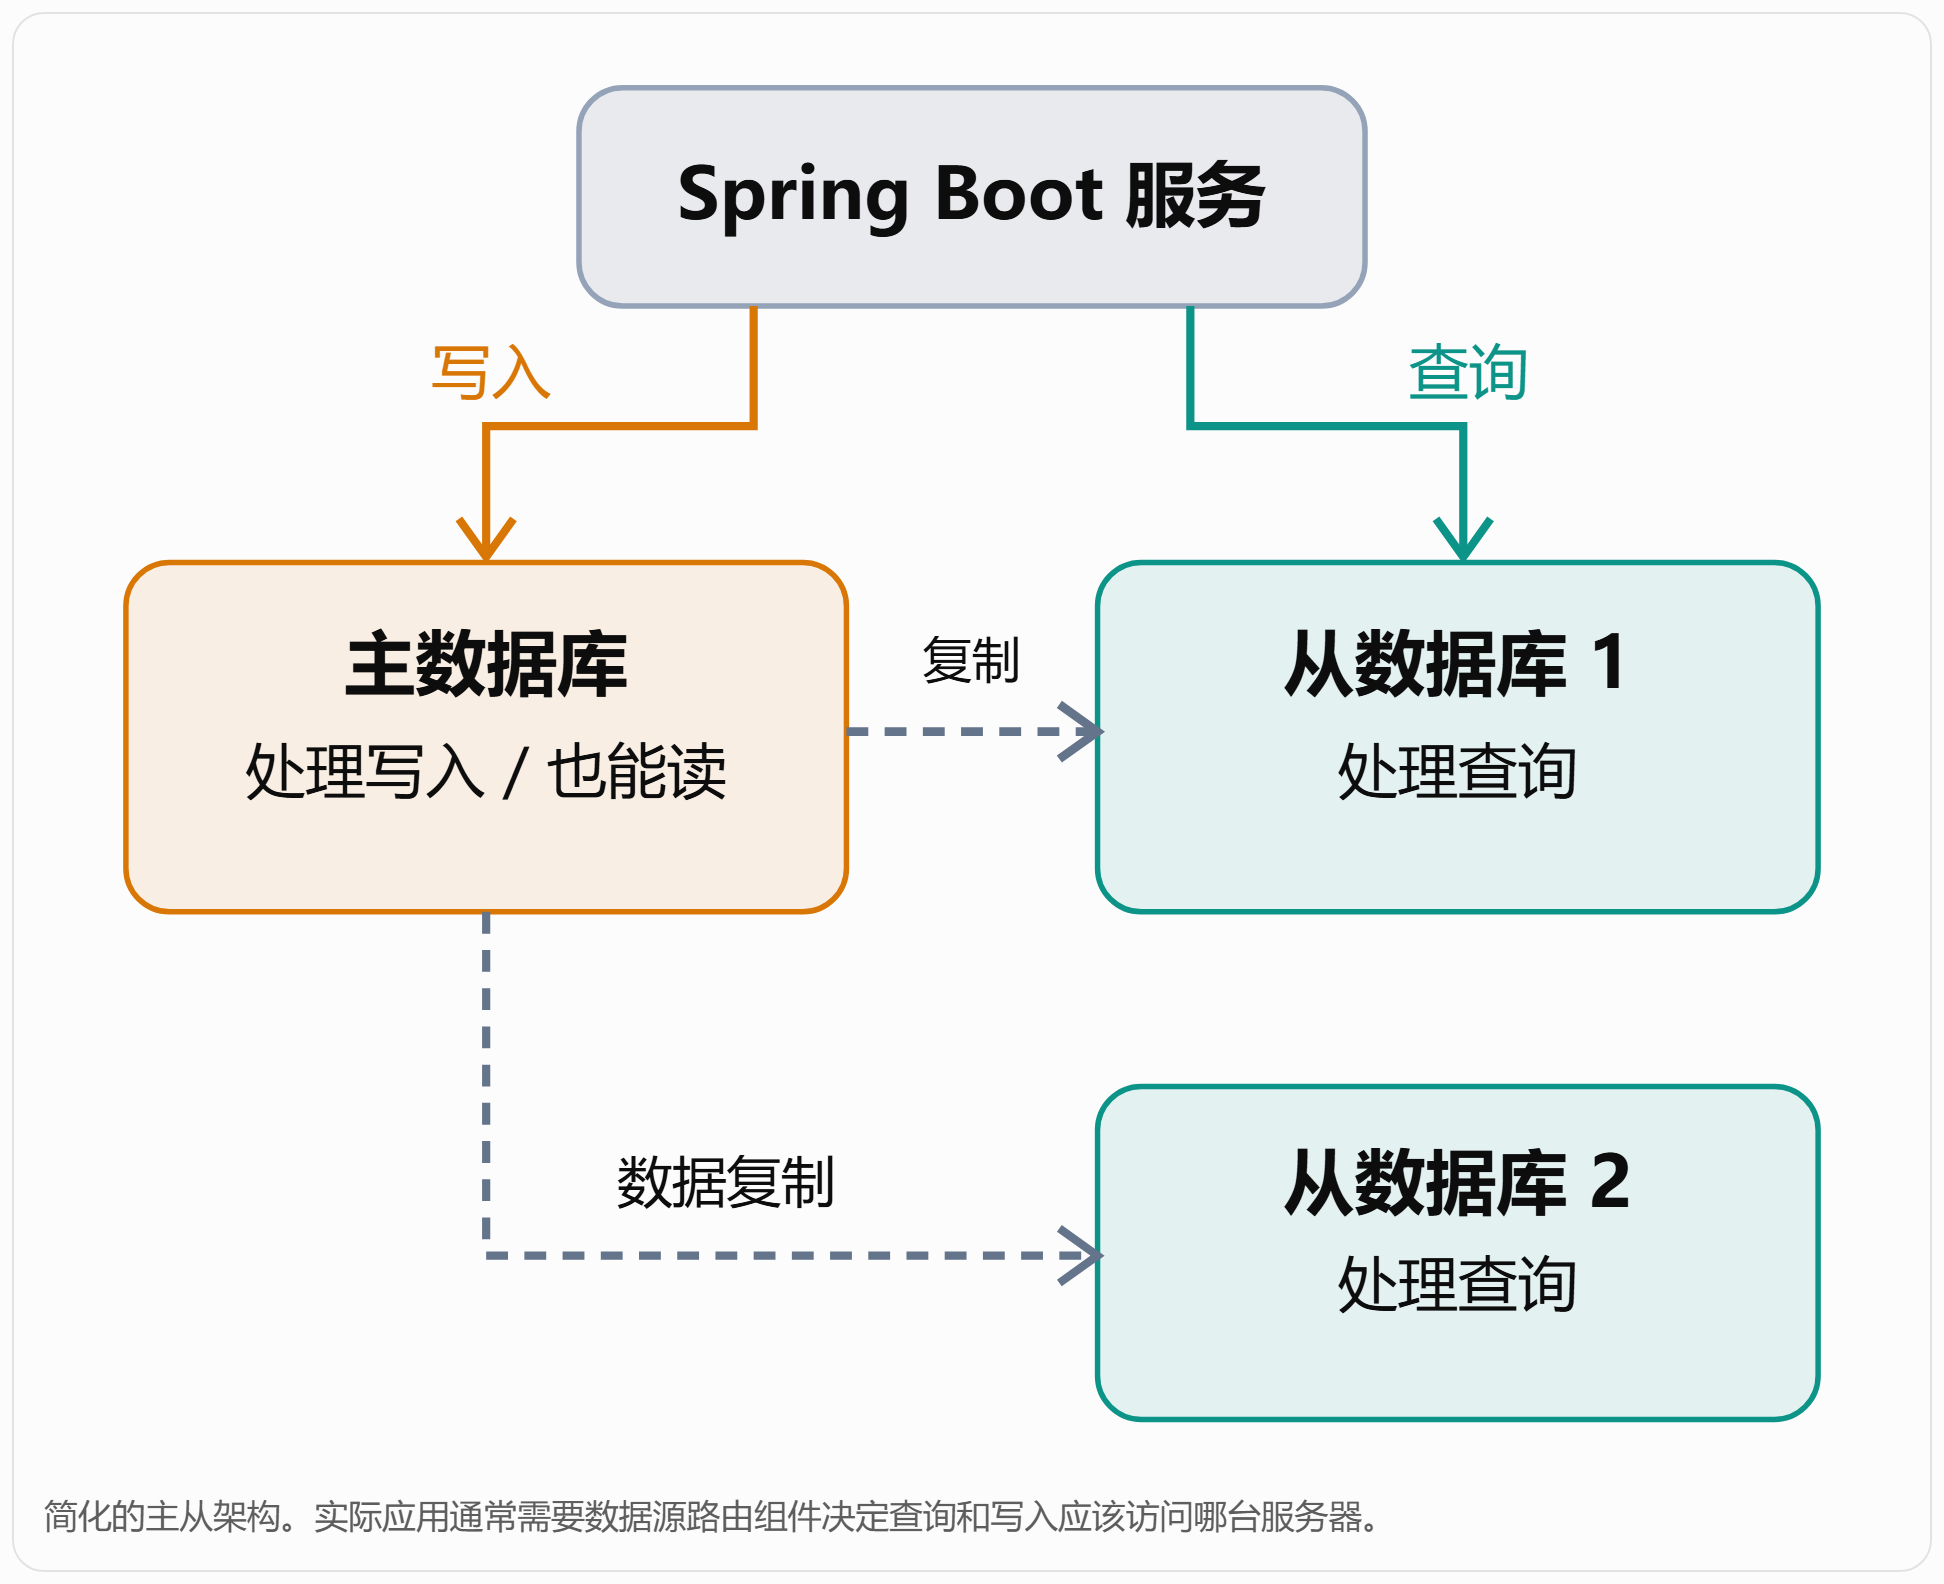 Spring Boot 服务
写入
查询
主数据库
处理写入 / 也能读
复制
从数据库 1
处理查询
数据复制
从数据库 2
处理查询
简化的主从架构。实际应用通常需要数据源路由组件决定查询和写入应该访问哪台服务器。